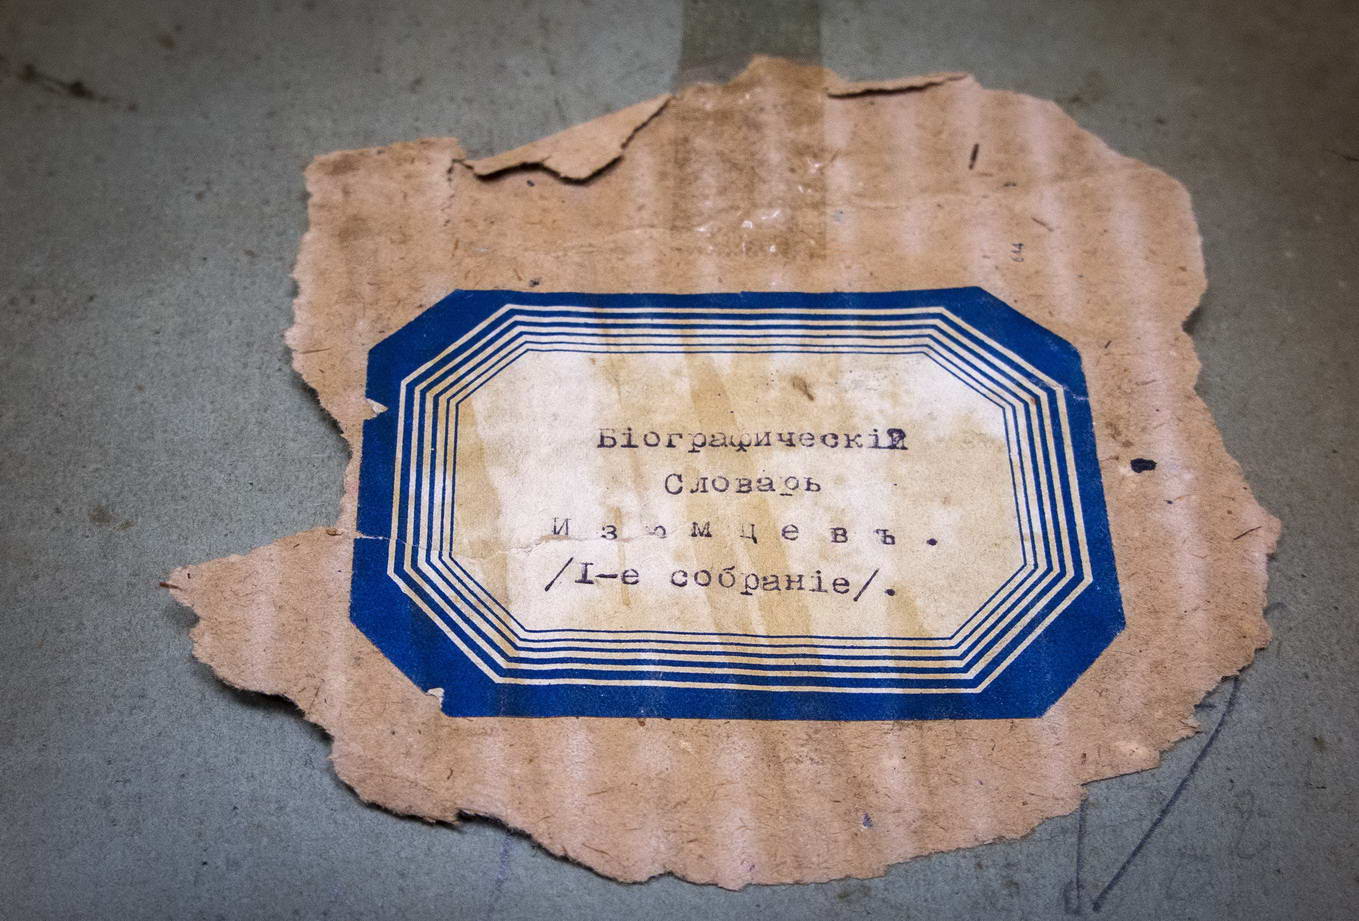 Біографическій
Словарь
Изюмцевъ.
/I-е собраніе/.